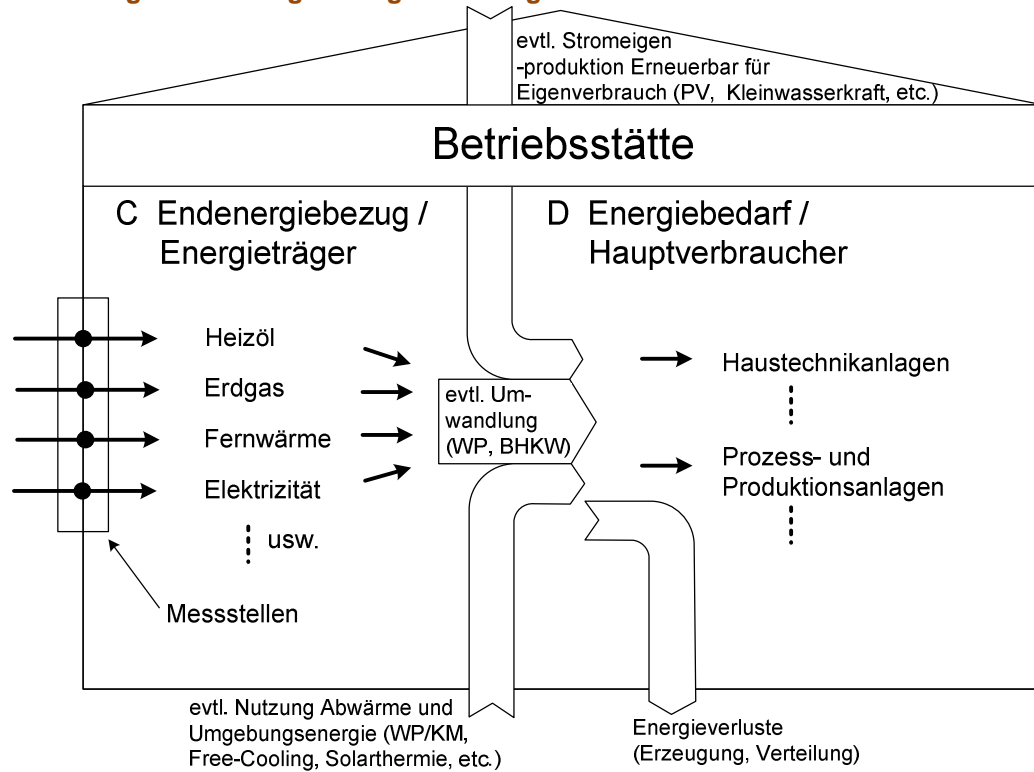 evtl. Stromeigen
-produktion Erneuerbar für
Eigenverbrauch (PV, Kleinwasserkraft, etc.)
Betriebsstätte
C Endenergiebezug /
Energieträger
D Energiebedarf /
Hauptverbraucher
Heizöl
Erdgas
Fernwärme
Elektrizität
usw.
Messstellen
evtl. Um-
wandlung
(WP, BHKW)
Haustechnikanlagen
Prozess- und
Produktionsanlagen
evtl. Nutzung Abwärme und
Umgebungsenergie (WP/KM,
Free-Cooling, Solarthermie, etc.)
Energieverluste
(Erzeugung, Verteilung)